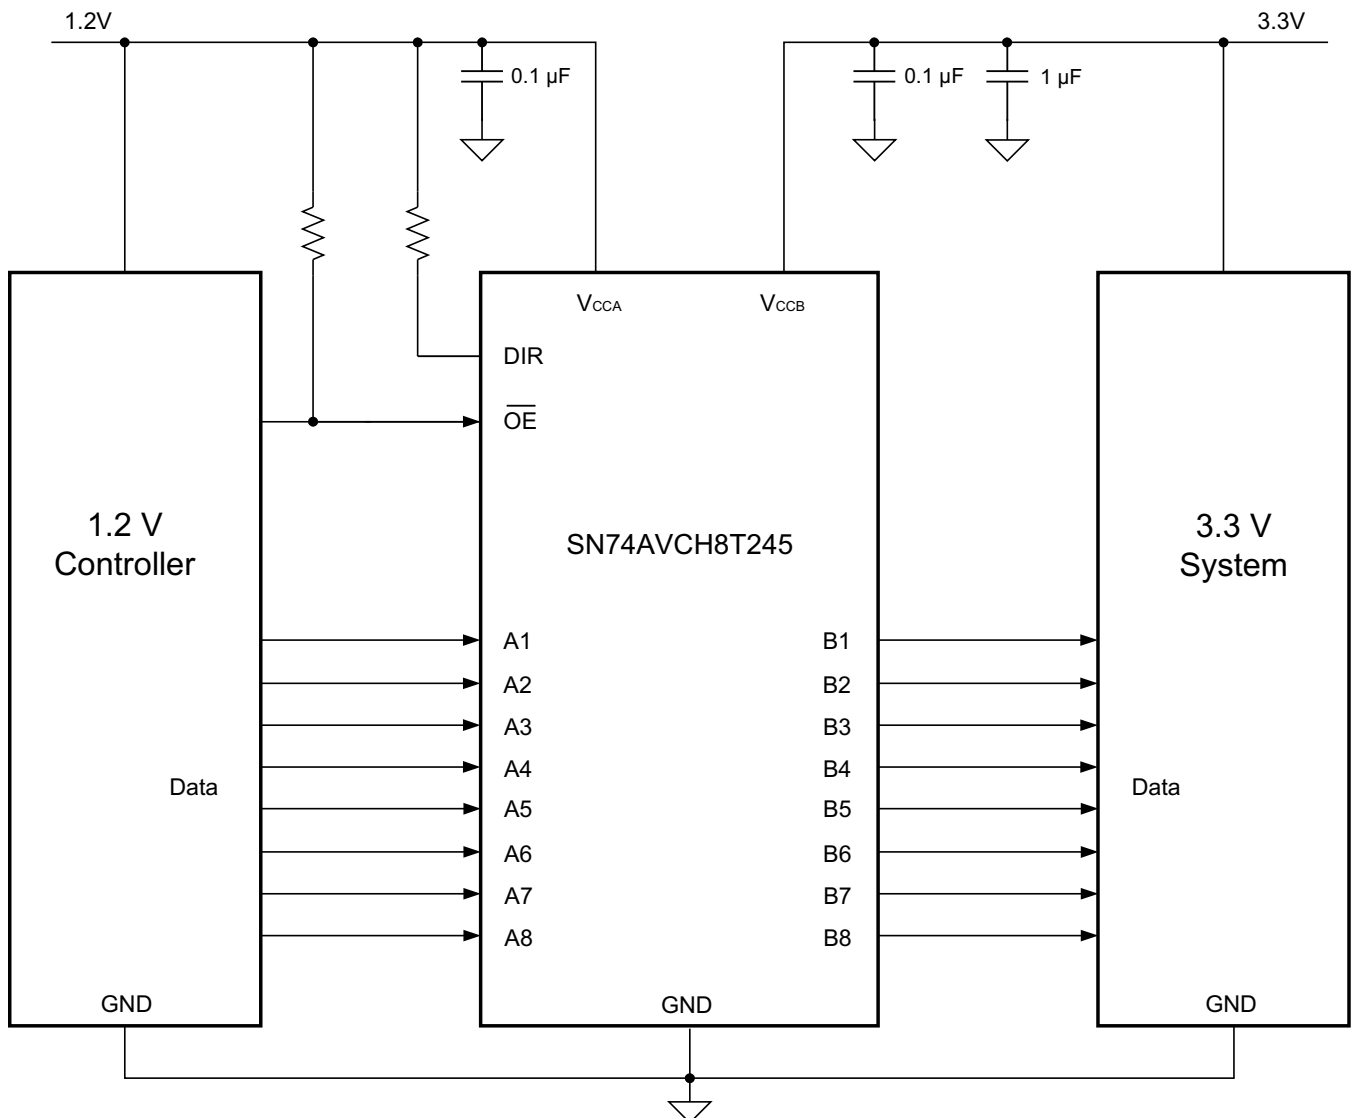 1.2V
3.3V
0.1 µF
0.1 µF
1 µF
VCCA
VCCB
DIR
OE
1.2 V
Controller
SN74AVCH8T245
3.3 V
System
A1
B1
A2
B2
A3
B3
A4
B4
Data
Data
A5
B5
A6
B6
A7
B7
A8
B8
GND
GND
GND